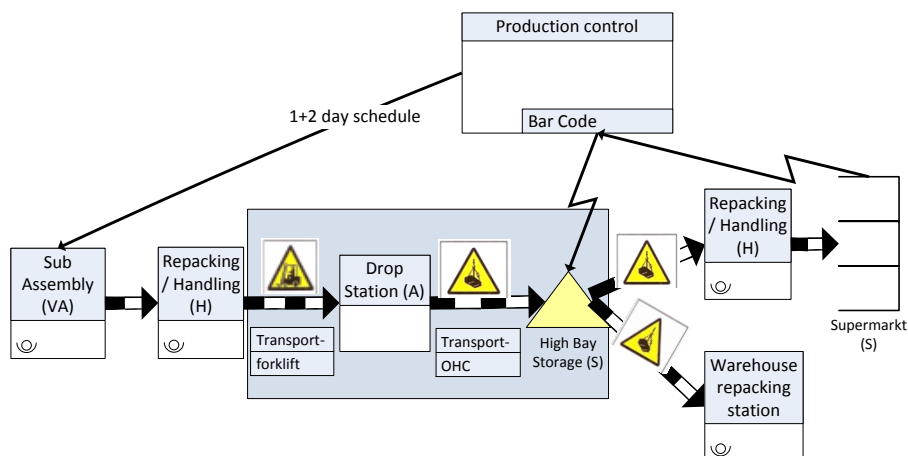 Production control
Bar Code
1+2 day schedule
Sub
Assembly
(VA)
Repacking
/ Handling
(H)
Drop
Station (A)
Transport-
forklift
Transport-
OHC
High Bay
Storage (S)
Repacking
/ Handling
(H)
Supermarkt
(S)
Warehouse
repacking
station